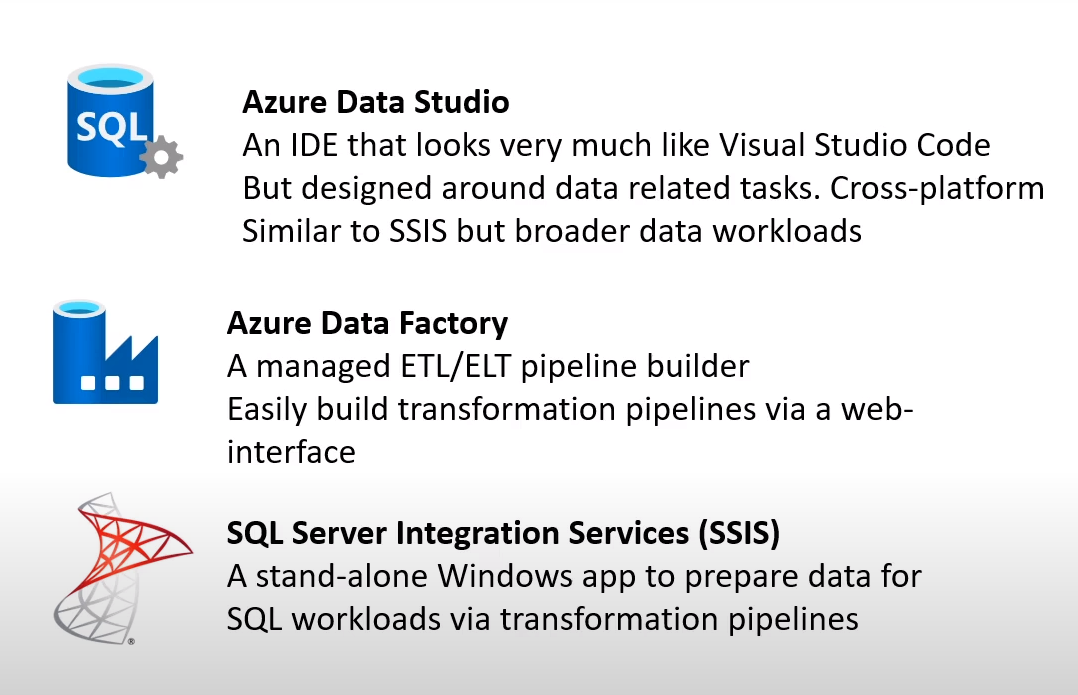 SQL
Azure Data Studio
An IDE that looks very much like Visual Studio Code
But designed around data related tasks. Cross-platform
Similar to SSIS but broader data workloads
Azure Data Factory
A managed ETL/ELT pipeline builder
Easily build transformation pipelines via a web-
interface
SQL Server Integration Services (SSIS)
A stand-alone Windows app to prepare data for
SQL workloads via transformation pipelines
®